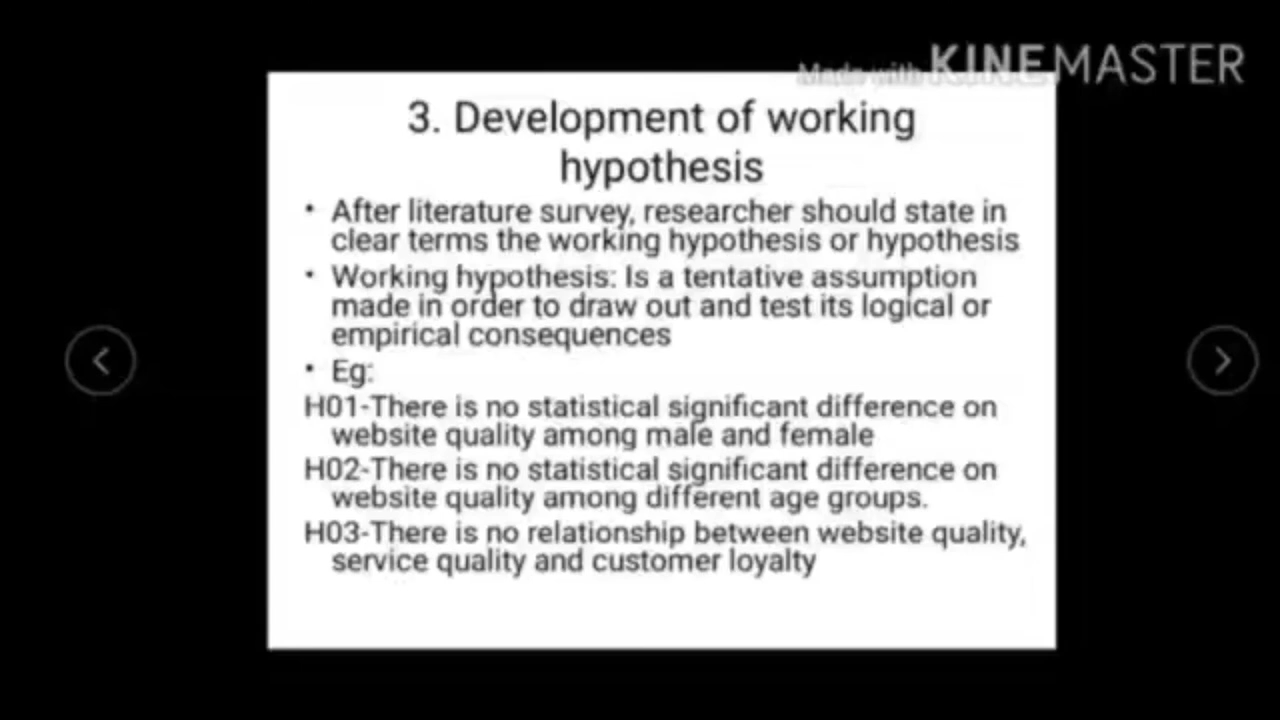 Made with KINEMASTER
3. Development of working
hypothesis
• After literature survey, researcher should state in
clear terms the working hypothesis or hypothesis
• Working hypothesis: Is a tentative assumption
made in order to draw out and test its logical or
empirical consequences
• Eg:
H01-There is no statistical significant difference on
website quality among male and female
H02-There is no statistical significant difference on
website quality among different age groups.
H03-There is no relationship between website quality,
service quality and customer loyalty